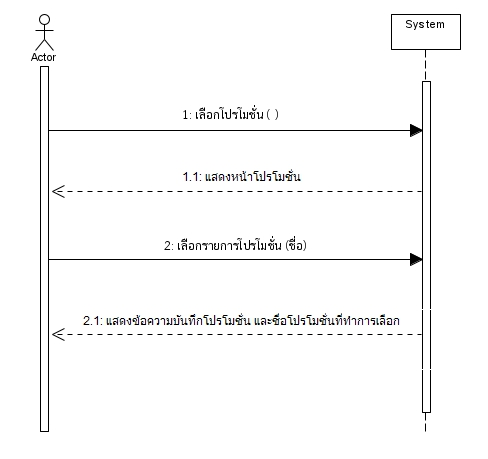 System
Actor
1: เลือกโปรโมชั่น ( )
1.1: แสดงหน้าโปรโมชั่น
2: เลือกรายการโปรโมชั่น (ชื่อ)
2.1: แสดงข้อความบันทึกโปรโมชั่น และชื่อโปรโมชั่นที่ทำการเลือก